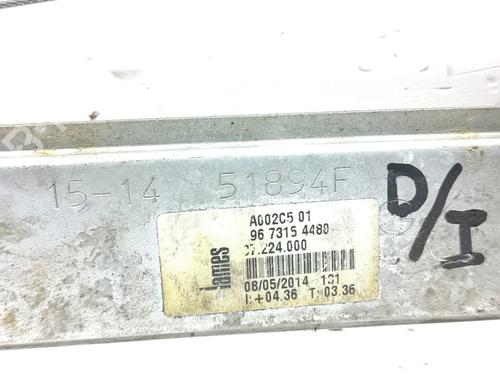 15-14 51894F
D/I
A002C5 01
96 7315 4480
07.224.000
james
08/05/2014 131
I:+04.36 T:03.36